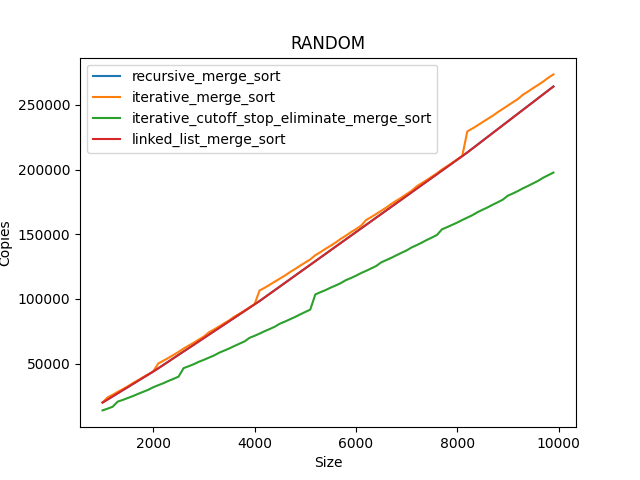 RANDOM
recursive_merge_sort
iterative_merge_sort
iterative_cutoff_stop_eliminate_merge_sort
linked_list_merge_sort
250000
200000
150000
100000
50000
Copies
2000 4000 6000 8000 10000
Size